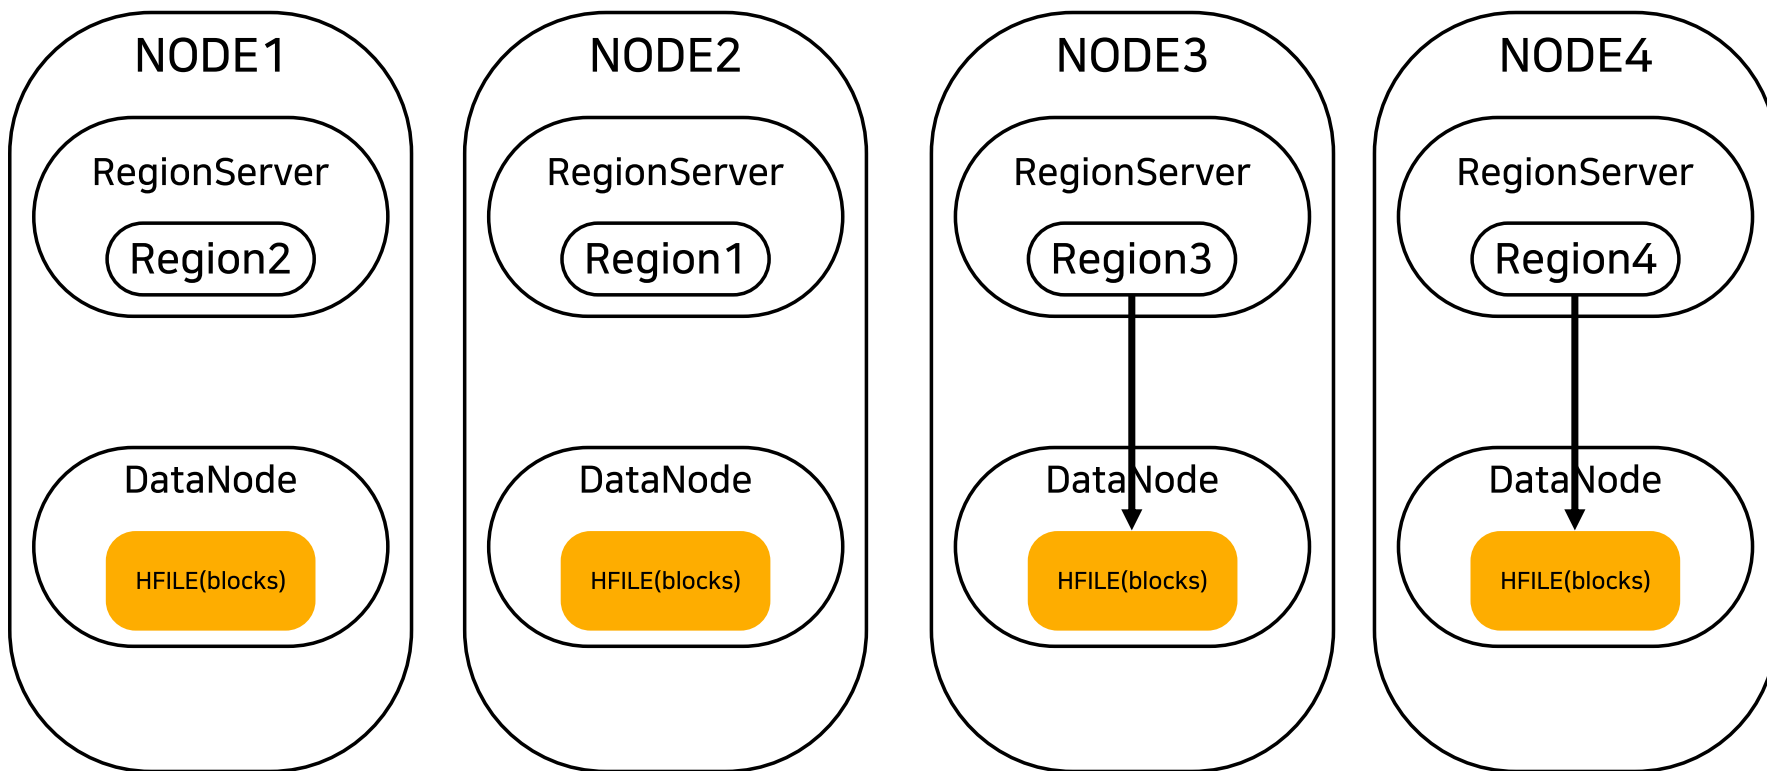 NODE1
RegionServer
Region2
DataNode
HFILE(blocks)
NODE2
RegionServer
Region1
DataNode
HFILE(blocks)
NODE3
RegionServer
Region3
DataNode
HFILE(blocks)
NODE4
RegionServer
Region4
DataNode
HFILE(blocks)